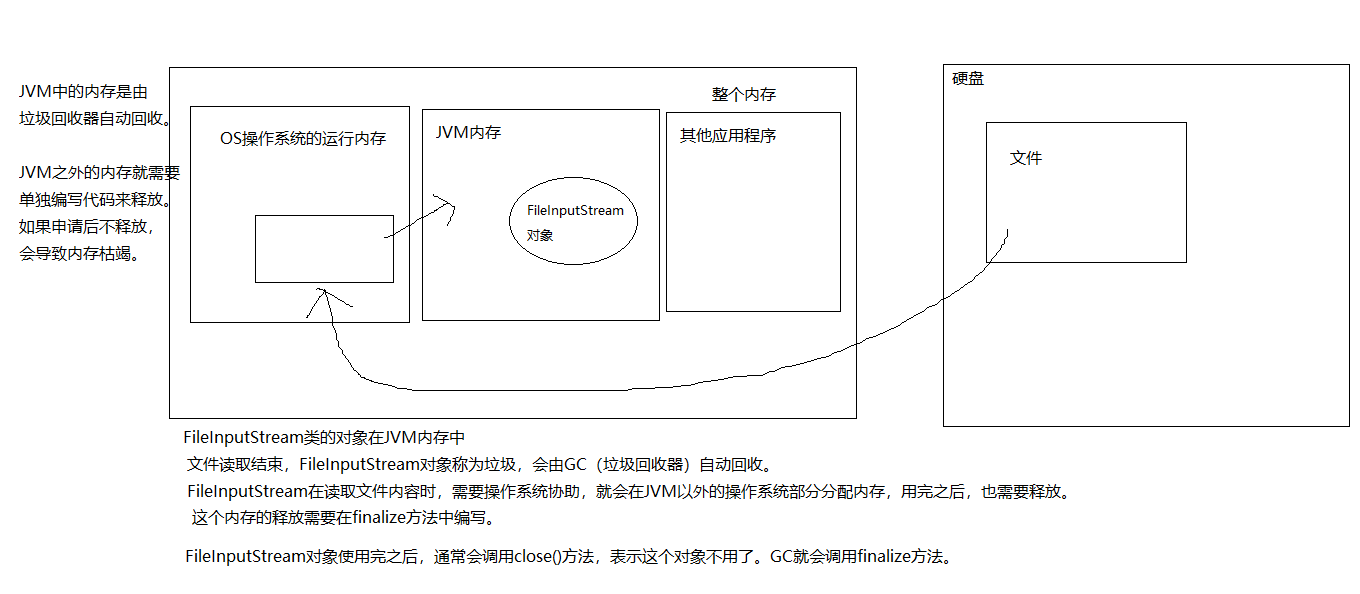 JVM中的内存是由
垃圾回收器自动回收。
JVM之外的内存就需要
单独编写代码来释放。
如果申请后不释放，
会导致内存枯竭。
整个内存
OS操作系统的运行内存
JVM内存
FileInputStream
对象
其他应用程序
硬盘
文件
FileInputStream类的对象在JVM内存中
文件读取结束，FileInputStream对象称为垃圾，会由GC（垃圾回收器）自动回收。
FileInputStream在读取文件内容时，需要操作系统协助，就会在JVM以外的操作系统部分分配内存，用完之后，也需要释放。
这个内存的释放需要在finalize方法中编写。
FileInputStream对象使用完之后，通常会调用close()方法，表示这个对象不用了。GC就会调用finalize方法。